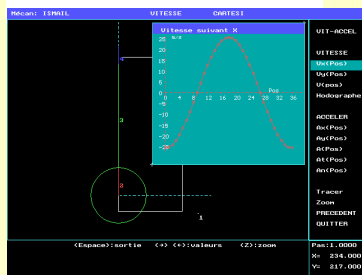 Mécan: ISMAIL VITESSE CARTESI
Vitesse suivant X
25 m/s
20
15
10
5
0
-5
-10
-15
-20
-25
0 4 8 12 16 20 24 28 32 36
Pos
4
3
VIT-ACCEL
VITESSE
Vx(Pos)
Vy(Pos)
V(pos)
Hodographe
ACCELER
Ax(Pos)
Ay(Pos)
A(Pos)
At(Pos)
An(Pos)
Tracer
Zoom
PRECEDENT
QUITTER
(Espace):sortie (→) (←):valeurs (Z):zoom
Pas:1.0000
X= 234.000
Y= 217.000